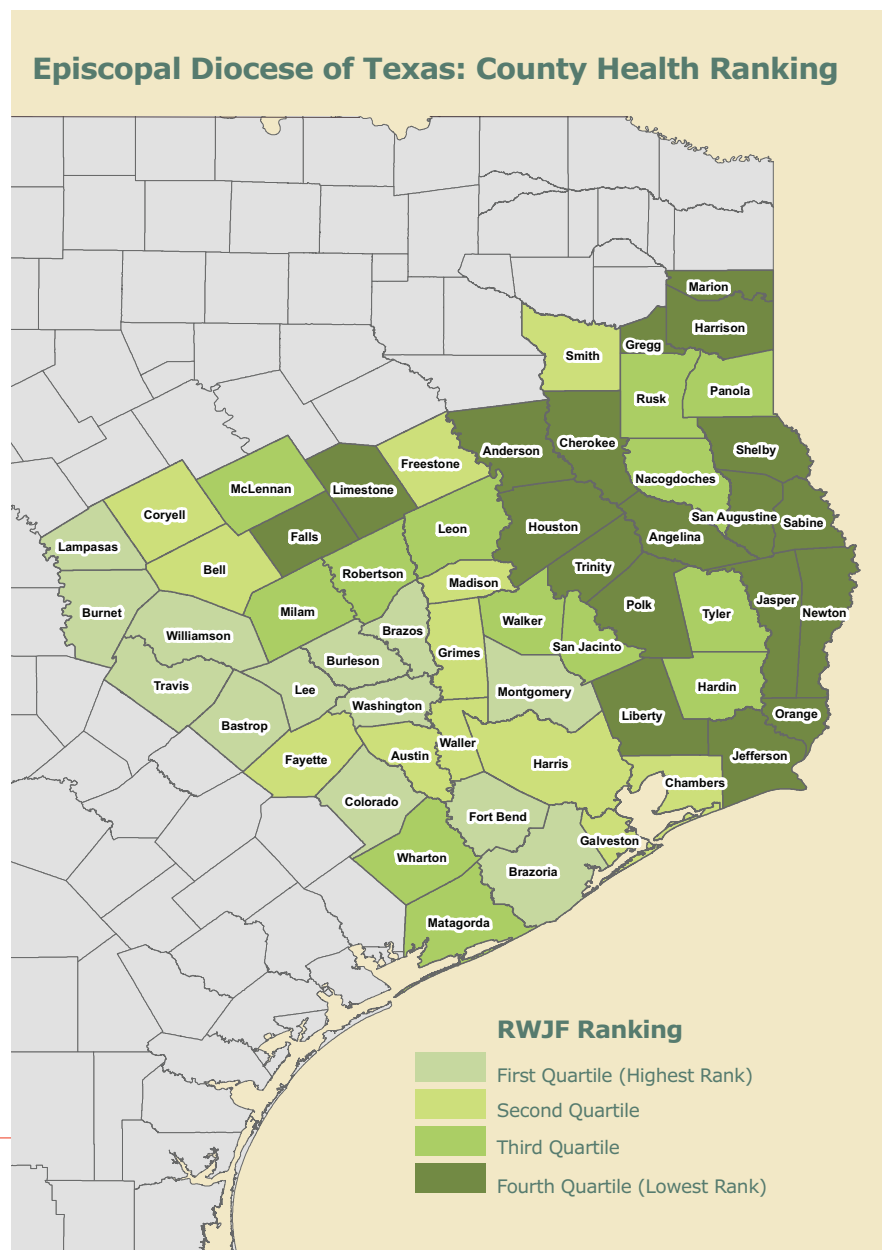 Episcopal Diocese of Texas: County Health Ranking
Marion
Harrison
Gregg
Smith
Panola
Rusk
Shelby
Cherokee
Anderson
Freestone
Nacogdoches
McLennan
Limestone
Coryell
San Augustine
Sabine
Houston
Leon
Angelina
Falls
Lampasas
Trinity
Bell
Robertson
Madison
Jasper
Polk
Newton
Burnet
Milam
Tyler
Walker
Brazos
Williamson
San Jacinto
Grimes
Burleson
Travis
Lee
Hardin
Montgomery
Washington
Orange
Liberty
Bastrop
Waller
Austin
Jefferson
Fayette
Harris
Chambers
Colorado
Fort Bend
Galveston
Wharton
Brazoria
Matagorda
RWJF Ranking
First Quartile (Highest Rank)
Second Quartile
Third Quartile
Fourth Quartile (Lowest Rank)